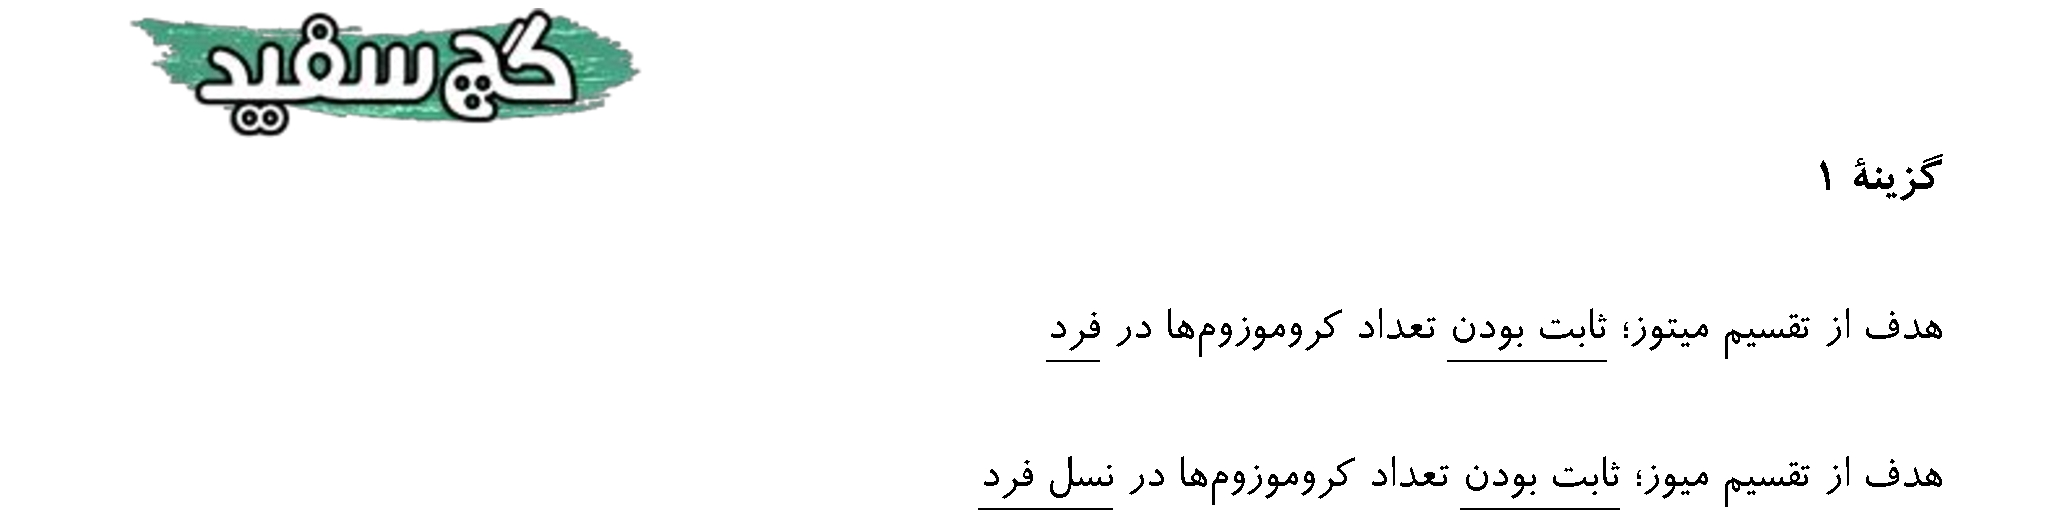 گچ سفید
گزینهٔ ۱
هدف از تقسیم میتوز؛ ثابت بودن تعداد کروموزوم‌ها در فرد
هدف از تقسیم میوز؛ ثابت بودن تعداد کروموزوم‌ها در نسل فرد